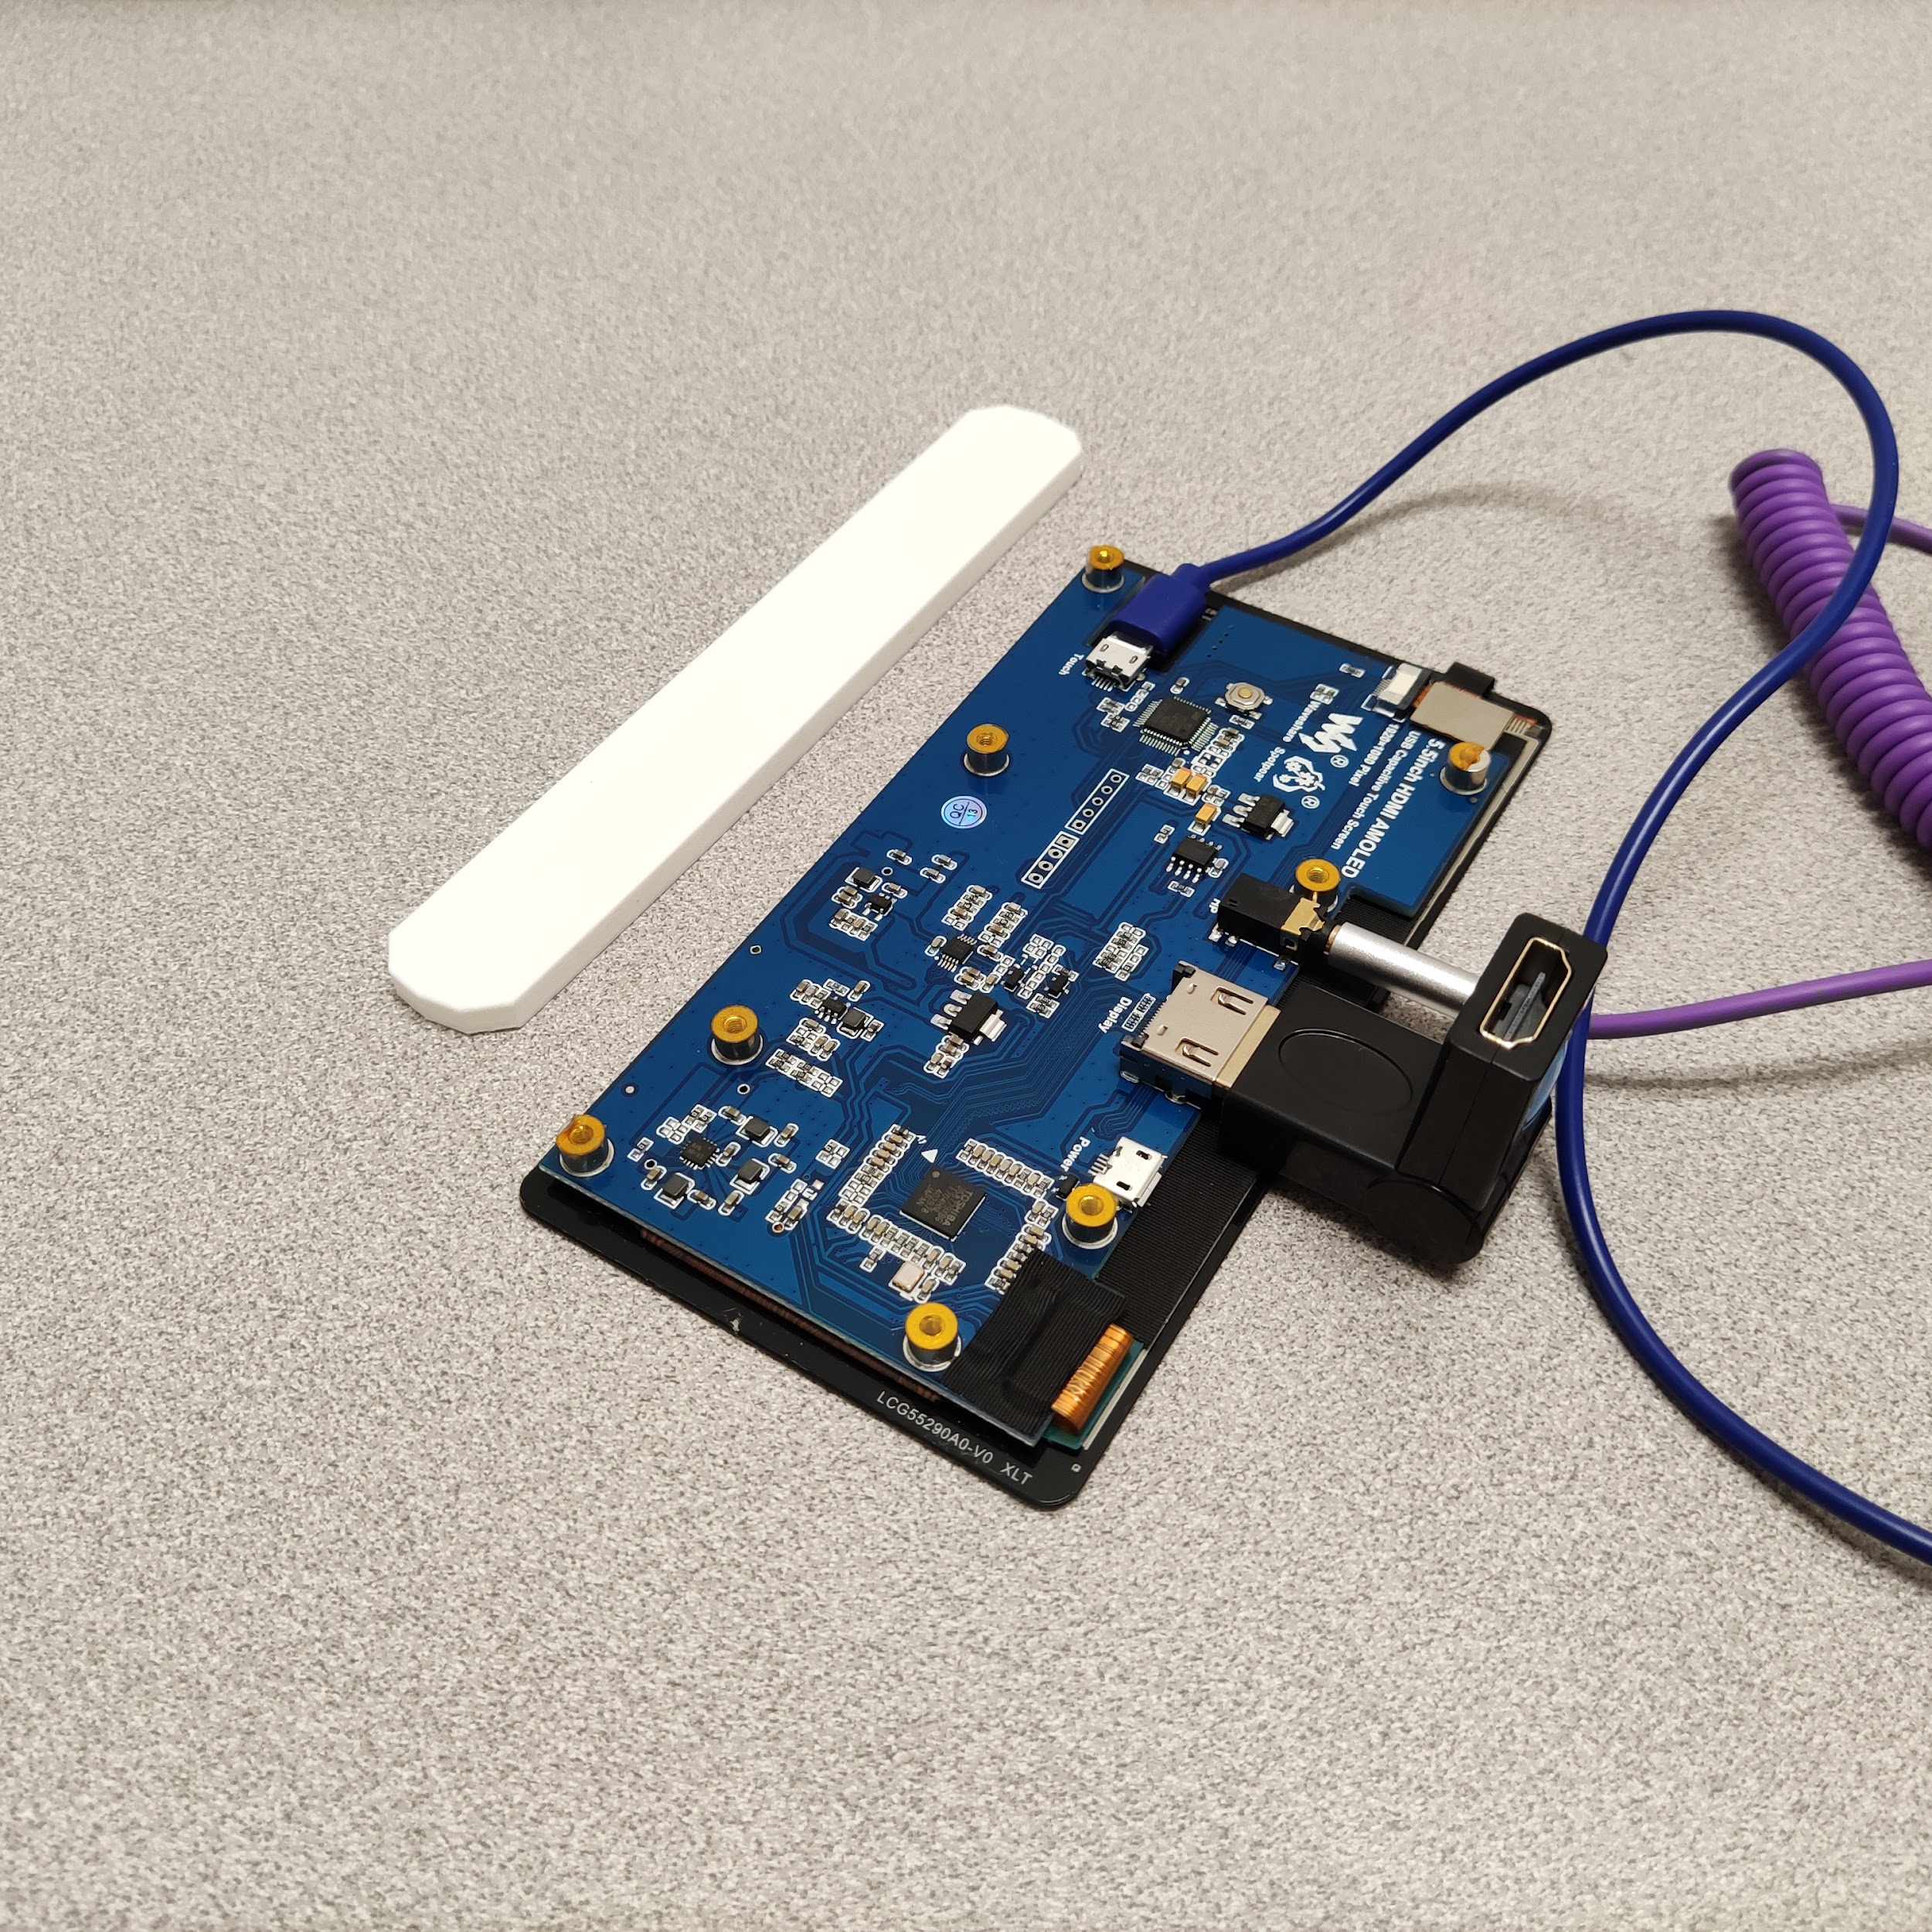 5.5inch HDMI AMOLED
USB Capacitive Touch Screen
1920×1080 Pixel
®
Waveshare
®
Spotpear
Touch
QC
13
Display
Power
LCG55290A0-V0 XLT